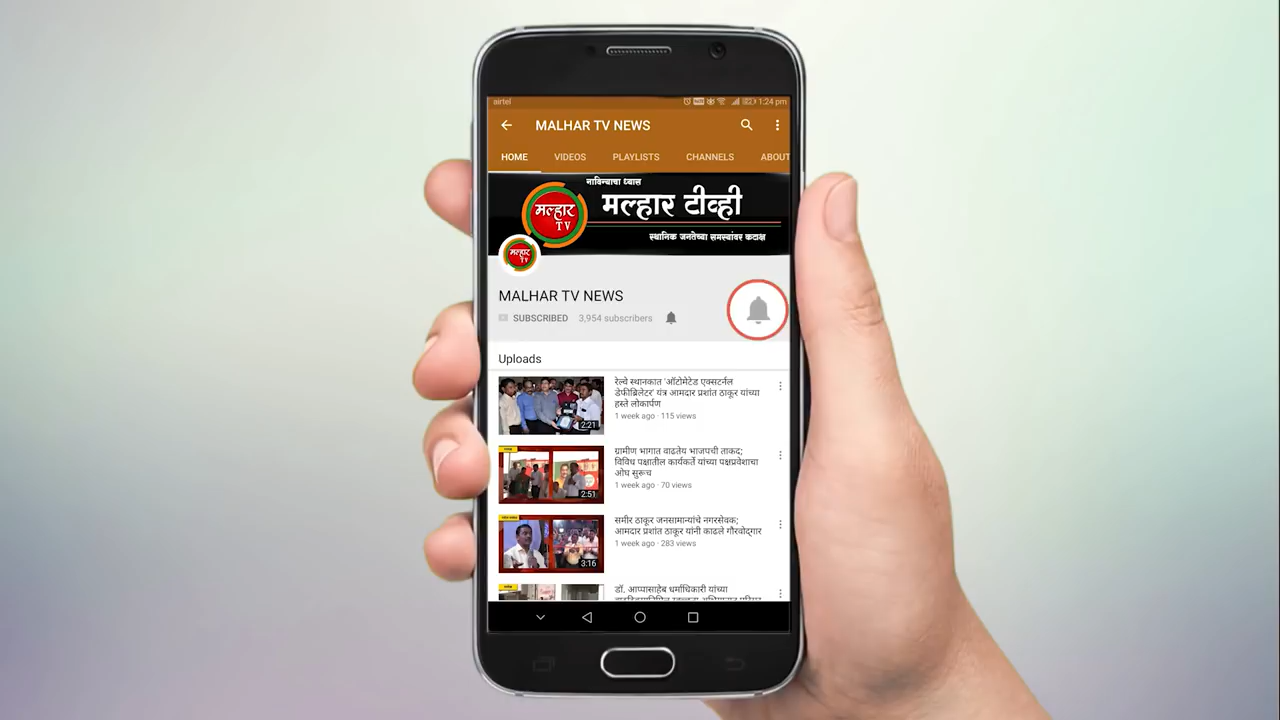 airtel
1:24 pm
MALHAR TV NEWS
HOME VIDEOS PLAYLISTS CHANNELS ABOUT
नाविन्याचा ध्यास
मल्हार टीव्ही
स्थानिक जनतेच्या समस्यांवर कटाक्ष
मल्हार
TV
मल्हार
TV
MALHAR TV NEWS
SUBSCRIBED 3,954 subscribers
Uploads
रेल्वे स्थानकात 'ऑटोमेटेड एक्सटर्नल
डेफीब्रिलेटर' यंत्र आमदार प्रशांत ठाकूर यांच्या
हस्ते लोकार्पण
1 week ago · 115 views
2:21
ग्रामीण भागात वाढतेय भाजपची ताकद;
विविध पक्षातील कार्यकर्ते यांच्या पक्षप्रवेशाचा
ओघ सुरूच
1 week ago · 70 views
2:51
समीर ठाकूर जनसामान्यांचे नगरसेवक;
आमदार प्रशांत ठाकूर यांनी काढले गौरवोद्गार
1 week ago · 283 views
3:16
डॉ. आप्पासाहेब धर्माधिकारी यांच्या